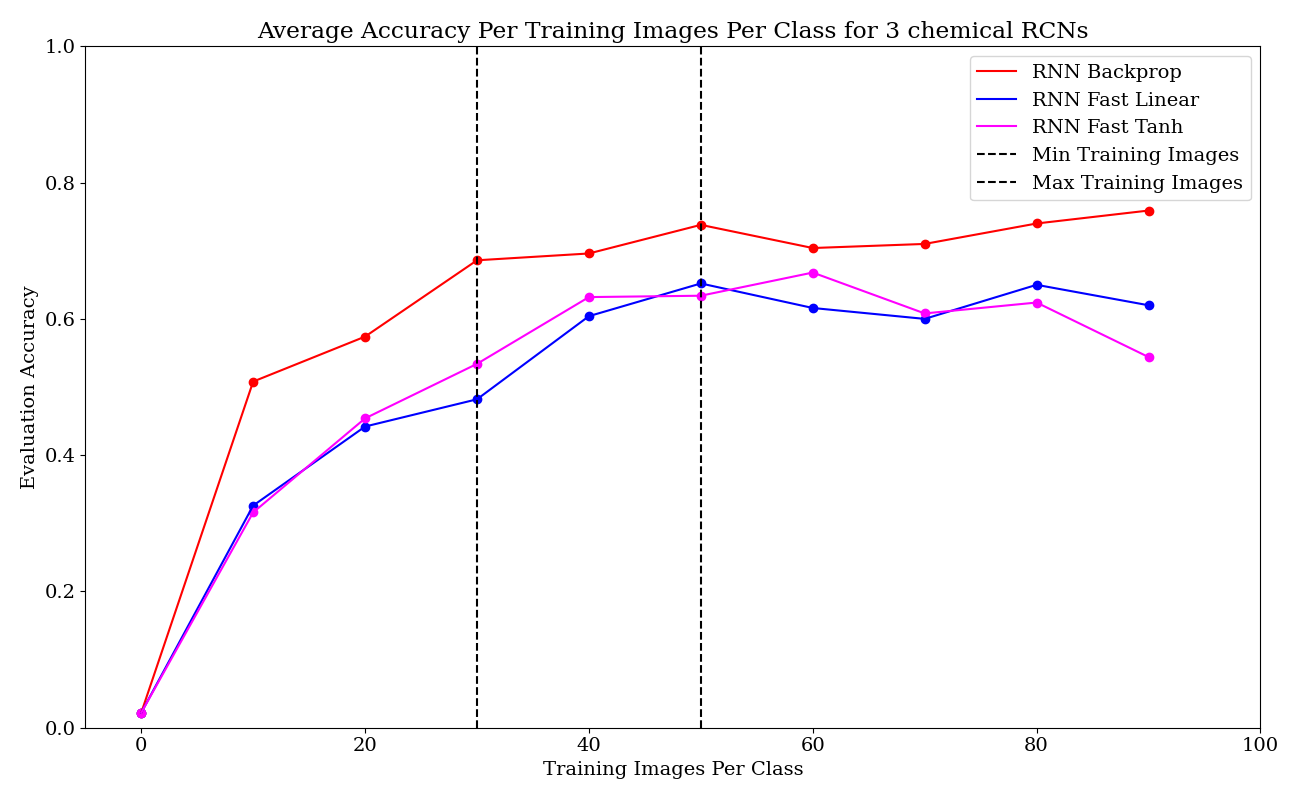 Average Accuracy Per Training Images Per Class for 3 chemical RCNs
RNN Backprop
RNN Fast Linear
RNN Fast Tanh
Min Training Images
Max Training Images
Evaluation Accuracy
1.0
0.8
0.6
0.4
0.2
0.0
0 20 40 60 80 100
Training Images Per Class